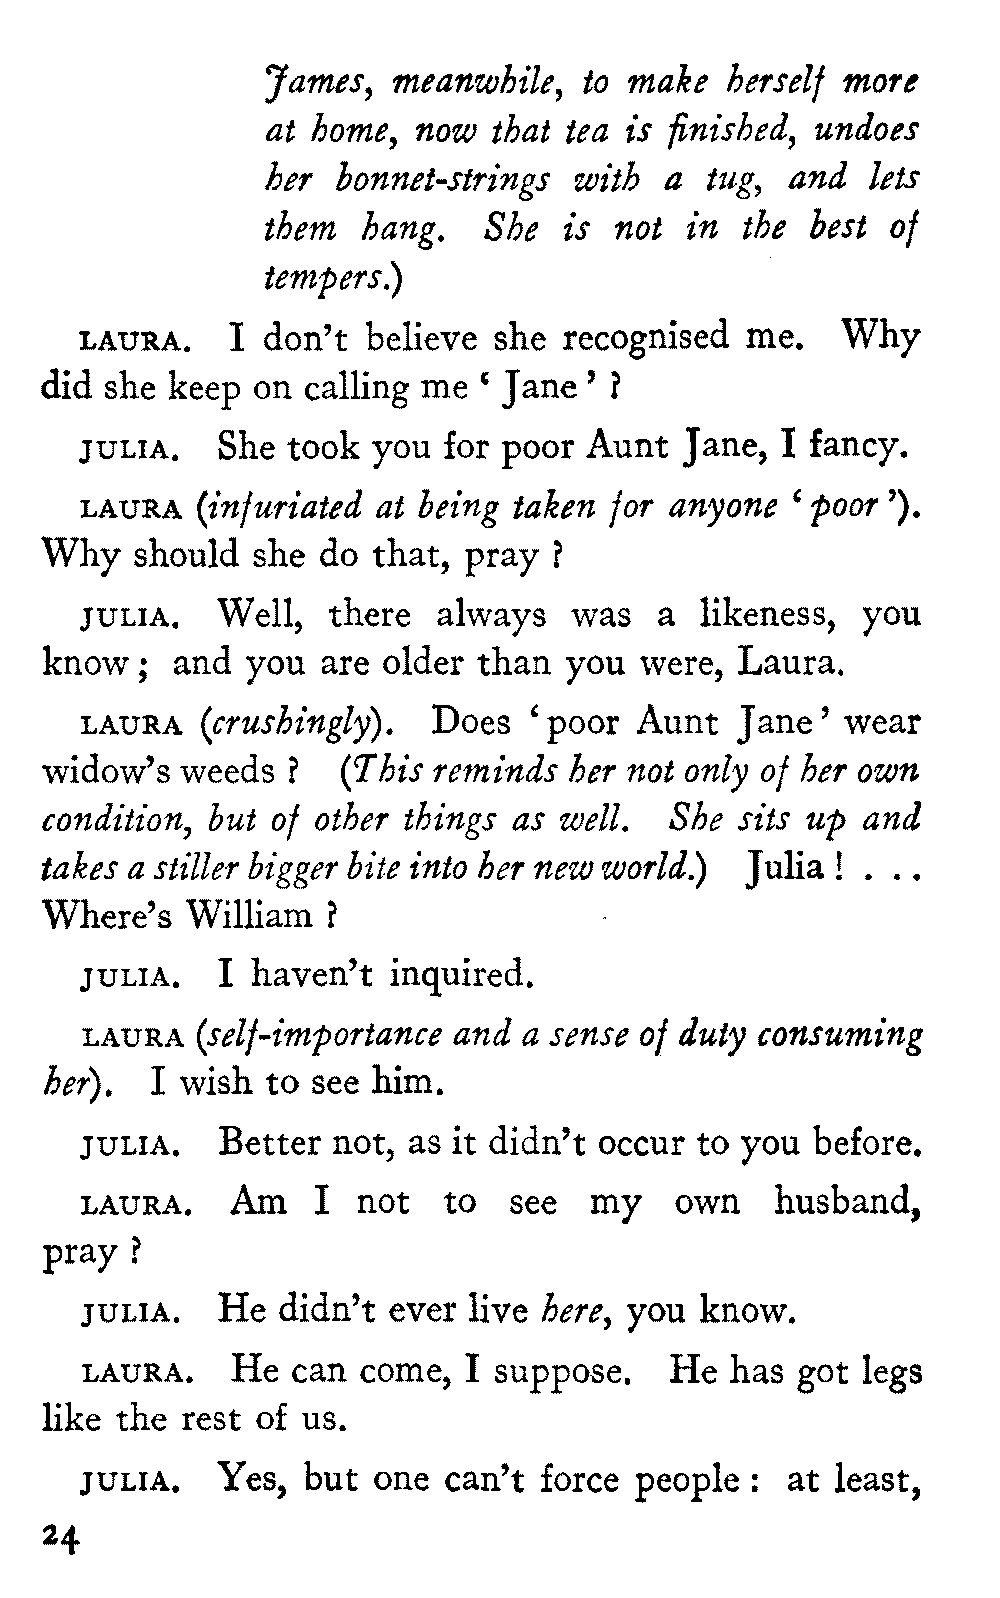 James, meanwhile, to make herself more
at home, now that tea is finished, undoes
her bonnet-strings with a tug, and lets
them hang. She is not in the best of
tempers.)
LAURA. I don't believe she recognised me. Why
did she keep on calling me ‘ Jane ’ ?
JULIA. She took you for poor Aunt Jane, I fancy.
LAURA (infuriated at being taken for anyone ‘ poor ’).
Why should she do that, pray ?
JULIA. Well, there always was a likeness, you
know ; and you are older than you were, Laura.
LAURA (crushingly). Does ‘ poor Aunt Jane ’ wear
widow's weeds ? (This reminds her not only of her own
condition, but of other things as well. She sits up and
takes a stiller bigger bite into her new world.) Julia ! . . .
Where's William ?
JULIA. I haven't inquired.
LAURA (self-importance and a sense of duty consuming
her). I wish to see him.
JULIA. Better not, as it didn't occur to you before.
LAURA. Am I not to see my own husband,
pray ?
JULIA. He didn't ever live here, you know.
LAURA. He can come, I suppose. He has got legs
like the rest of us.
JULIA. Yes, but one can't force people : at least,
24